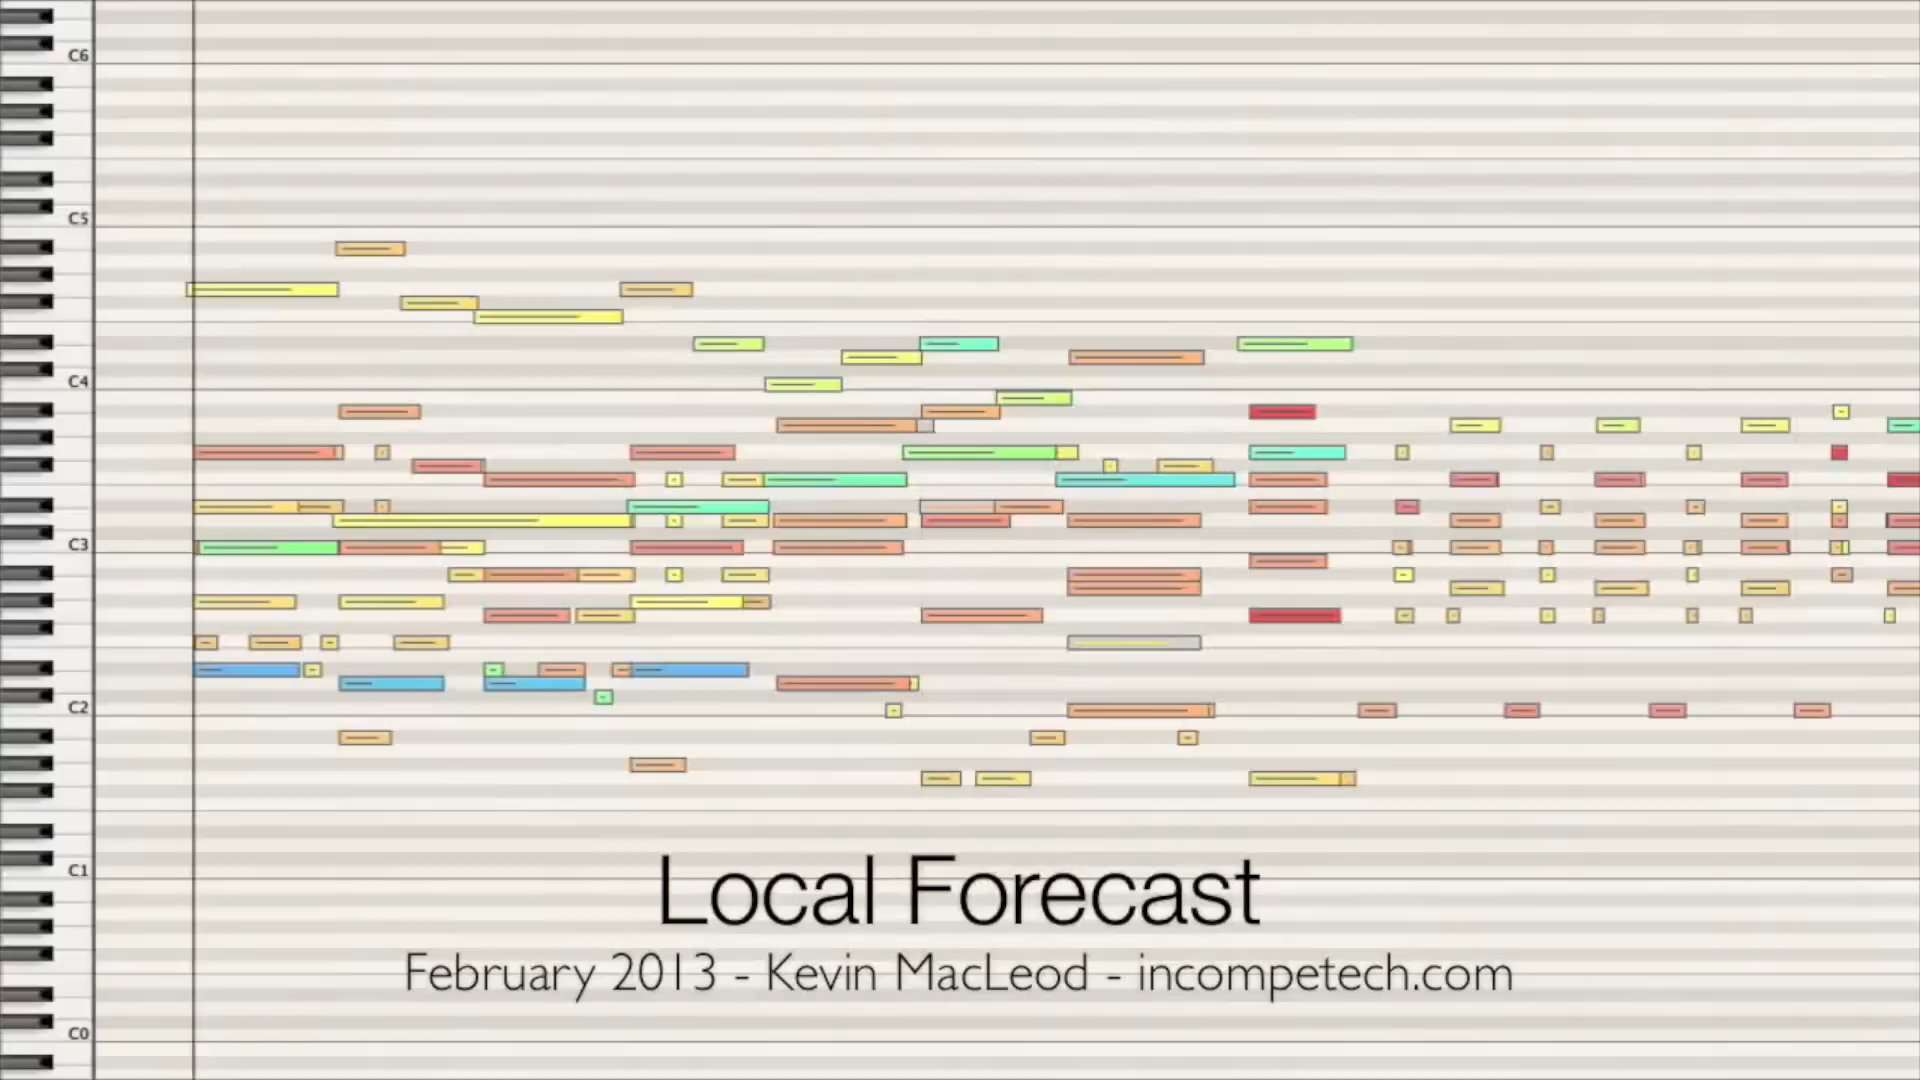 C6
C5
C4
C3
C2
C1
Local Forecast
February 2013 - Kevin MacLeod - incompetech.com
C0